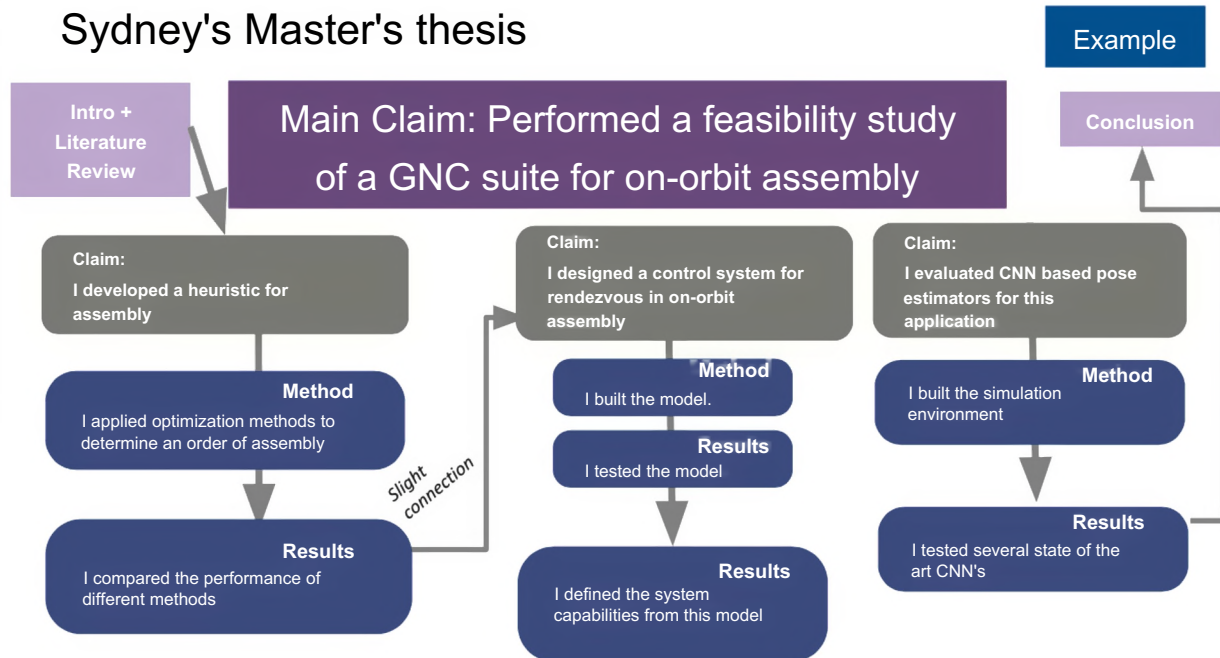 Sydney's Master's thesis
Example
Intro +
Literature
Review
Main Claim: Performed a feasibility study
of a GNC suite for on-orbit assembly
Conclusion
Claim:
I developed a heuristic for
assembly
Method
I applied optimization methods to
determine an order of assembly
Results
I compared the performance of
different methods
Slight
connection
Claim:
I designed a control system for
rendezvous in on-orbit
assembly
Method
I built the model.
Results
I tested the model
Results
I defined the system
capabilities from this model
Claim:
I evaluated CNN based pose
estimators for this
application
Method
I built the simulation
environment
Results
I tested several state of the
art CNN's